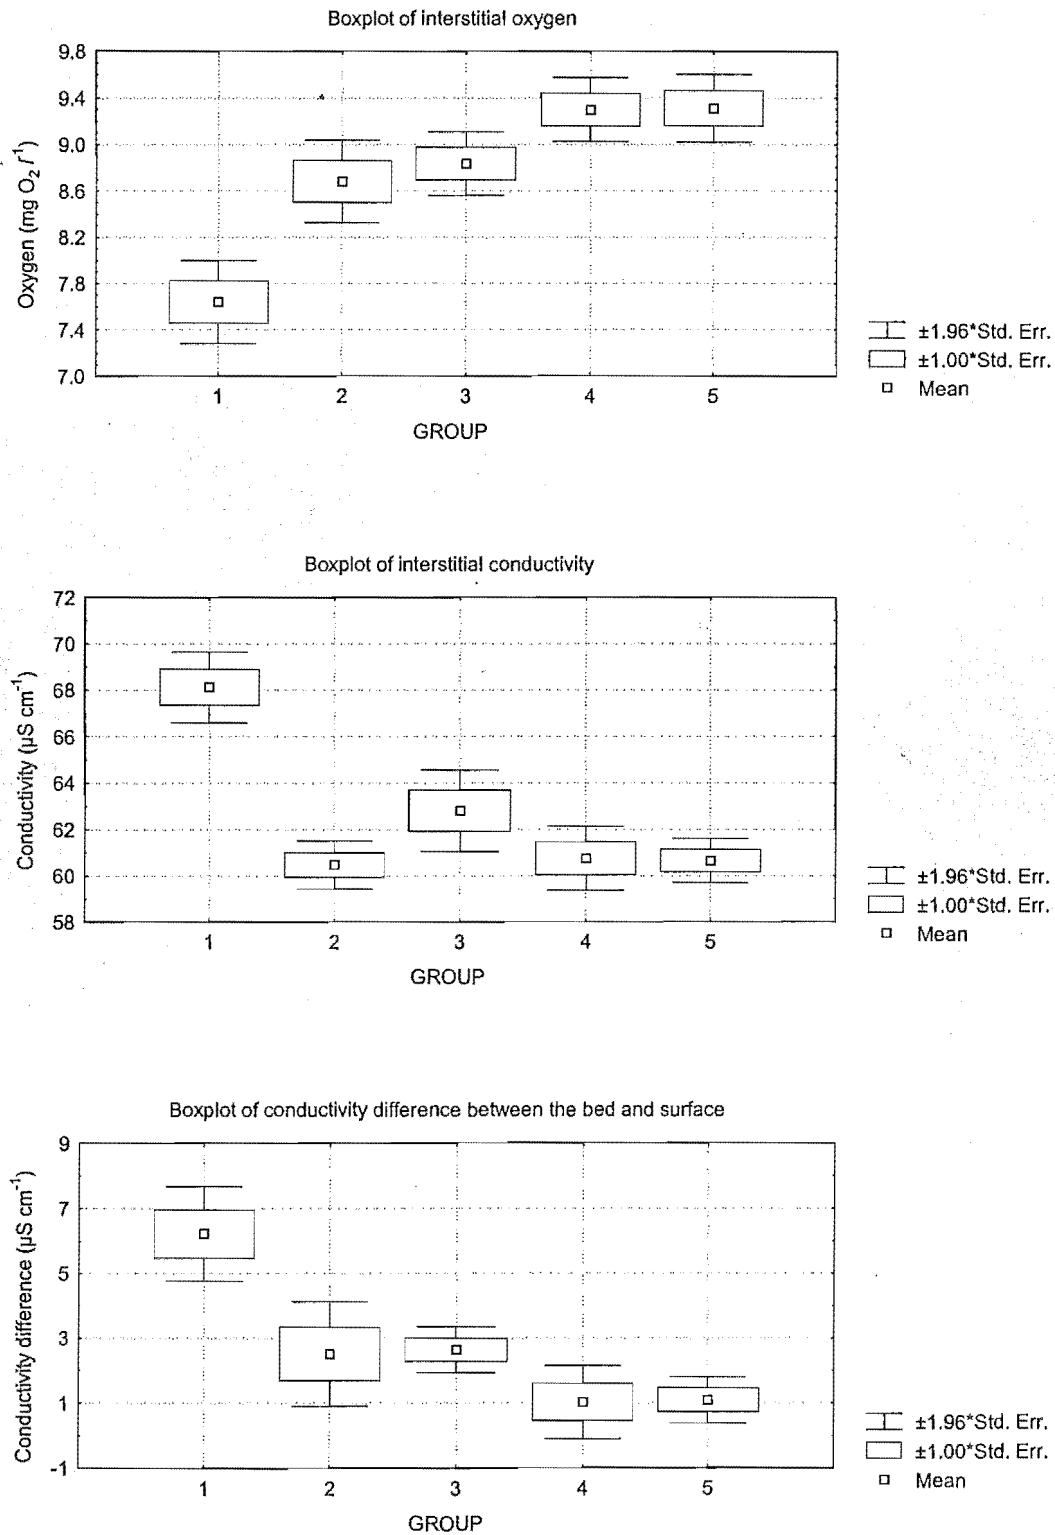 Boxplot of interstitial oxygen
9.8
9.4
9.0
8.6
8.2
7.8
7.4
7.0
Oxygen (mg O₂ l⁻¹)
1 2 3 4 5
GROUP
±1.96*Std. Err.
±1.00*Std. Err.
Mean
Boxplot of interstitial conductivity
72
70
68
66
64
62
60
58
Conductivity (µS cm⁻¹)
1 2 3 4 5
GROUP
±1.96*Std. Err.
±1.00*Std. Err.
Mean
Boxplot of conductivity difference between the bed and surface
9
7
5
3
1
-1
Conductivity difference (µS cm⁻¹)
1 2 3 4 5
GROUP
±1.96*Std. Err.
±1.00*Std. Err.
Mean